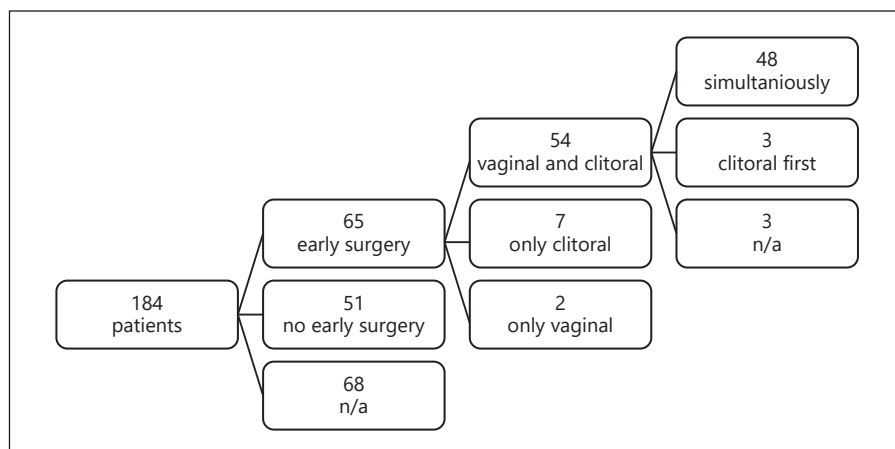 184
patients
65
early surgery
51
no early surgery
68
n/a
54
vaginal and clitoral
7
only clitoral
2
only vaginal
48
simultaniously
3
clitoral first
3
n/a